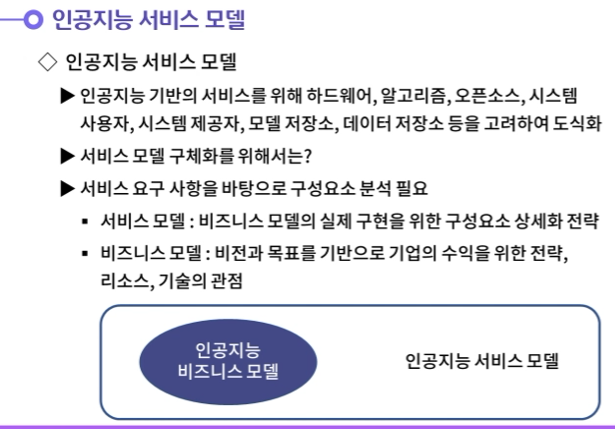 인공지능 서비스 모델
◇ 인공지능 서비스 모델
▶ 인공지능 기반의 서비스를 위해 하드웨어, 알고리즘, 오픈소스, 시스템
사용자, 시스템 제공자, 모델 저장소, 데이터 저장소 등을 고려하여 도식화
▶ 서비스 모델 구체화를 위해서는?
▶ 서비스 요구 사항을 바탕으로 구성요소 분석 필요
▪ 서비스 모델 : 비즈니스 모델의 실제 구현을 위한 구성요소 상세화 전략
▪ 비즈니스 모델 : 비전과 목표를 기반으로 기업의 수익을 위한 전략,
리소스, 기술의 관점
인공지능
비즈니스 모델
인공지능 서비스 모델